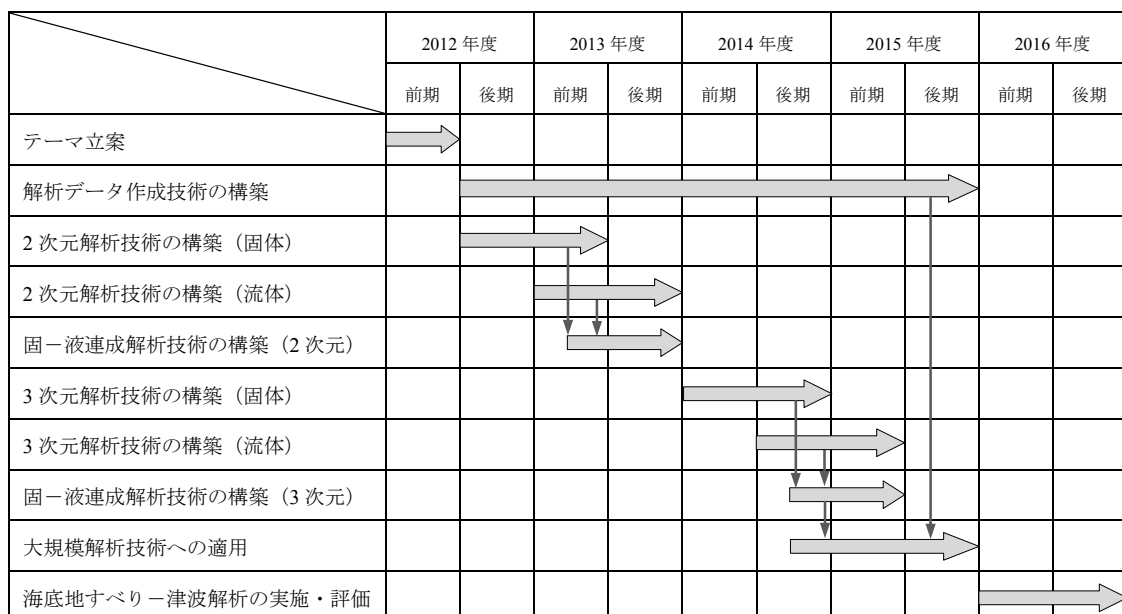 2012 年度 2013 年度 2014 年度 2015 年度 2016 年度
前期 後期 前期 後期 前期 後期 前期 後期 前期 後期
テーマ立案
解析データ作成技術の構築
2 次元解析技術の構築（固体）
2 次元解析技術の構築（流体）
固－液連成解析技術の構築（2 次元）
3 次元解析技術の構築（固体）
3 次元解析技術の構築（流体）
固－液連成解析技術の構築（3 次元）
大規模解析技術への適用
海底地すべり－津波解析の実施・評価